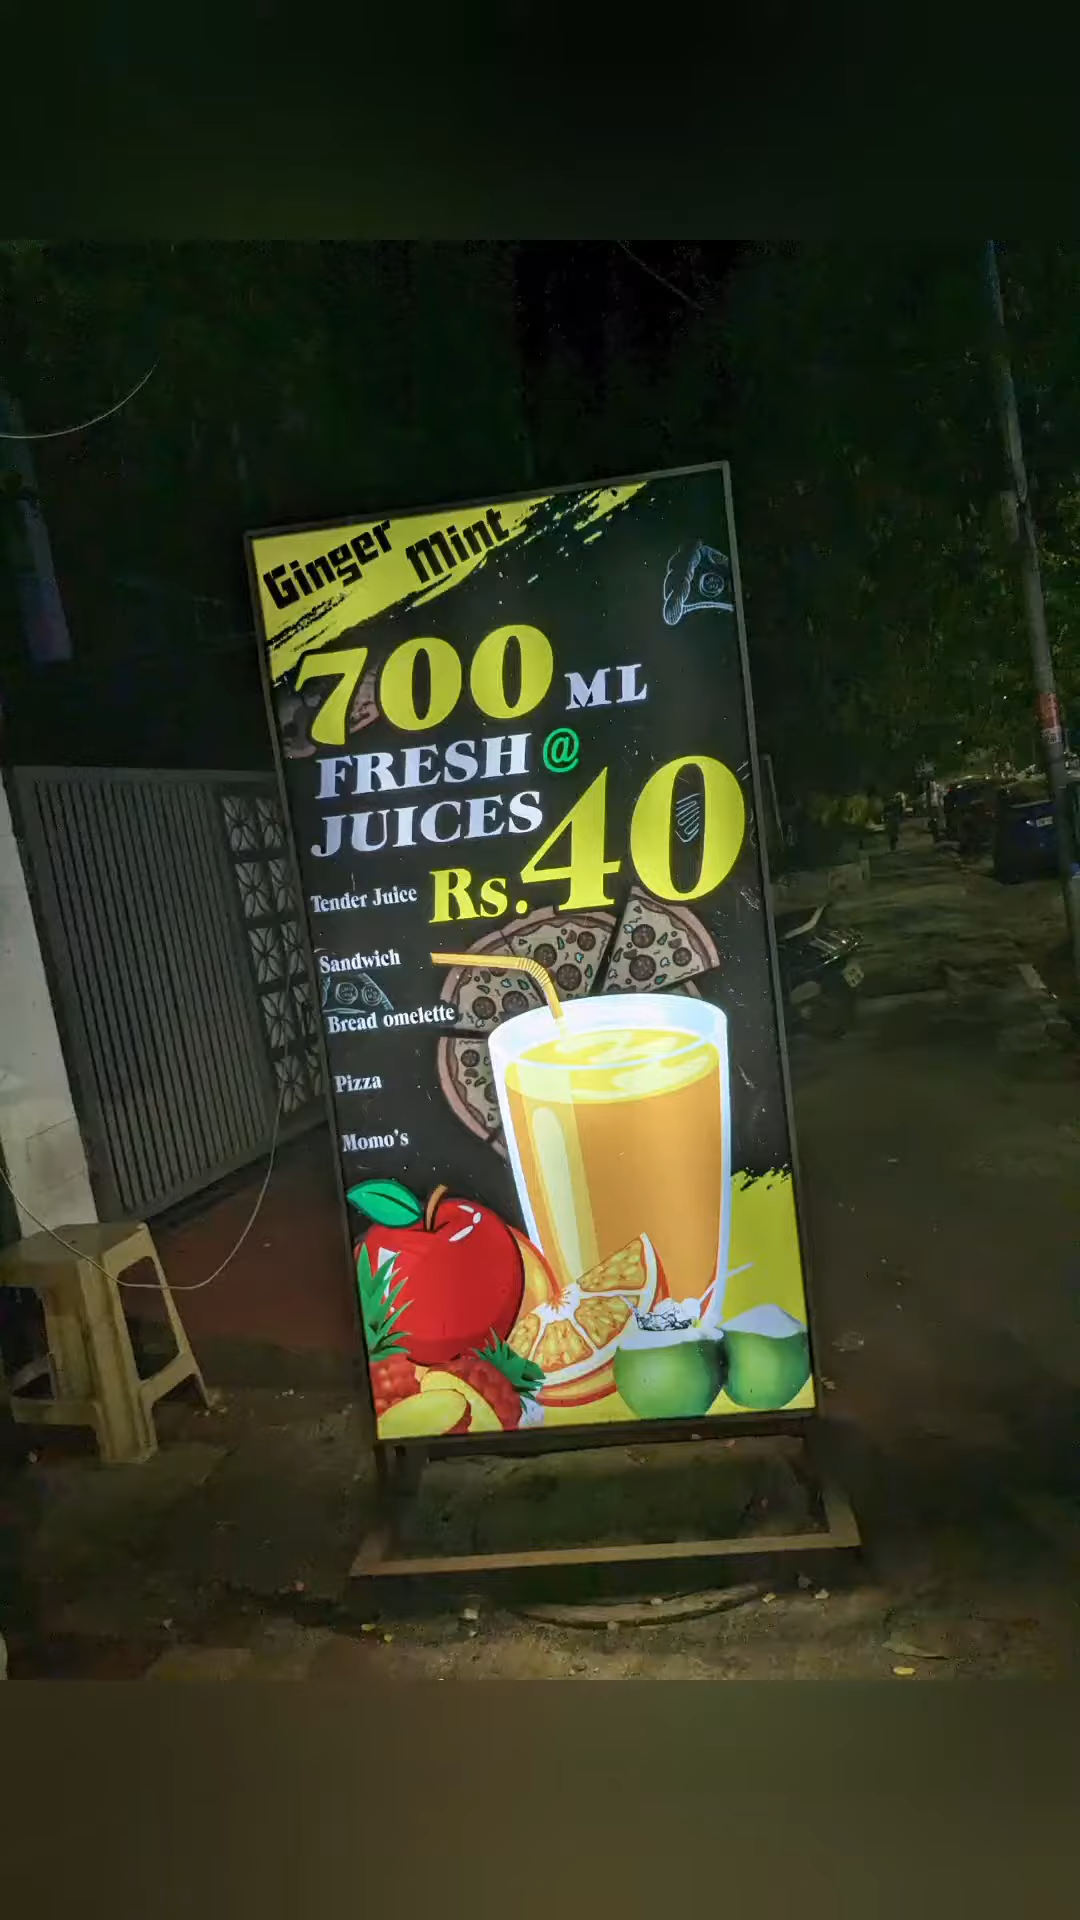 Ginger Mint
700 ML
FRESH @
JUICES
Rs. 40
Tender Juice
Sandwich
Bread omelette
Pizza
Momo's